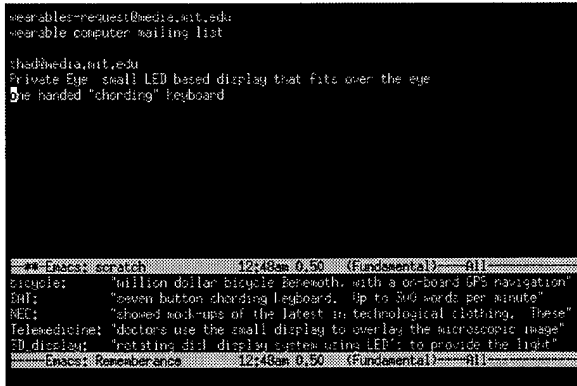 wearables-request@media.mit.edu
wearable computer mailing list
thad@media.mit.edu
Private Eye small LED based display that fits over the eye
one handed "chording" keyboard
--**-Emacs: scratch 12:48am 0.50 (Fundamental)----All----
bicycle: "million dollar bicycle Behemoth, with a on-board GPS navigation"
BAT: "seven button chording keyboard. Up to 300 words per minute"
NEC: "showed mock-ups of the latest in technological clothing. These"
Telemedicine: "doctors use the small display to overlay the microscopic image"
3D_display: "rotating disk display system using LED's to provide the light"
-----Emacs: Rememberance 12:48am 0.50 (Fundamental)----All----